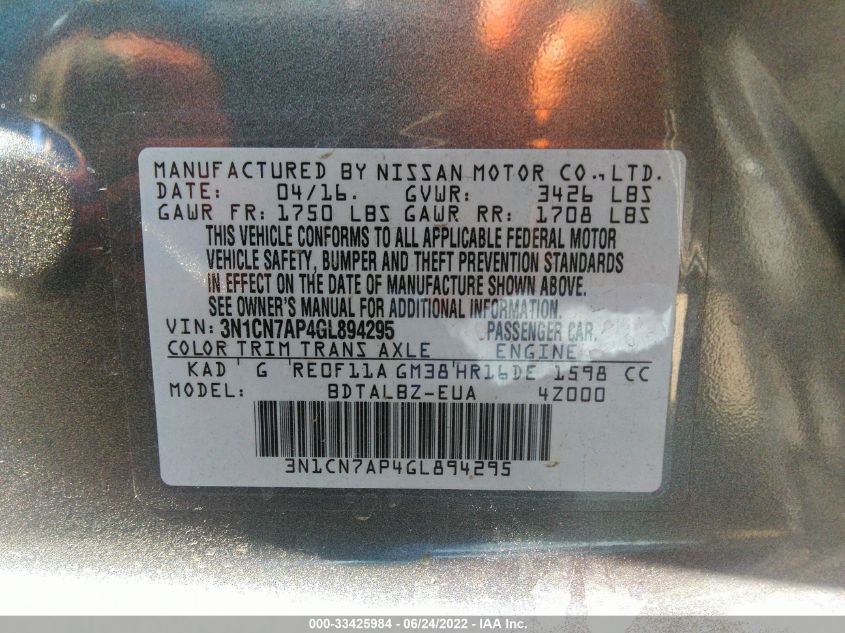 MANUFACTURED BY NISSAN MOTOR CO., LTD.
DATE: 04/16. GVWR: 3426 LBS
GAWR FR: 1750 LBS GAWR RR: 1708 LBS
THIS VEHICLE CONFORMS TO ALL APPLICABLE FEDERAL MOTOR
VEHICLE SAFETY, BUMPER AND THEFT PREVENTION STANDARDS
IN EFFECT ON THE DATE OF MANUFACTURE SHOWN ABOVE.
SEE OWNER'S MANUAL FOR ADDITIONAL INFORMATION.
VIN: 3N1CN7AP4GL894295 PASSENGER CAR.
COLOR TRIM TRANS AXLE ENGINE
KAD G RE0F11A GM38 HR16DE 1598 CC
MODEL: BDTALBZ-EUA 4Z000
3N1CN7AP4GL894295
000-33425984 - 06/24/2022 - IAA Inc.